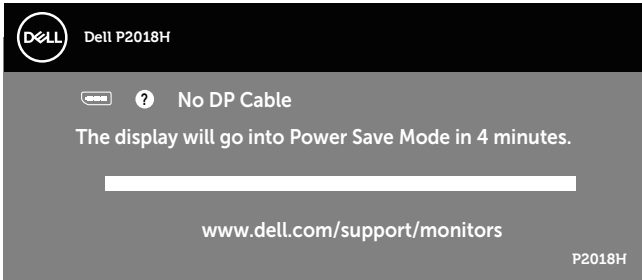 DELL
Dell P2018H
? No DP Cable
The display will go into Power Save Mode in 4 minutes.
www.dell.com/support/monitors
P2018H